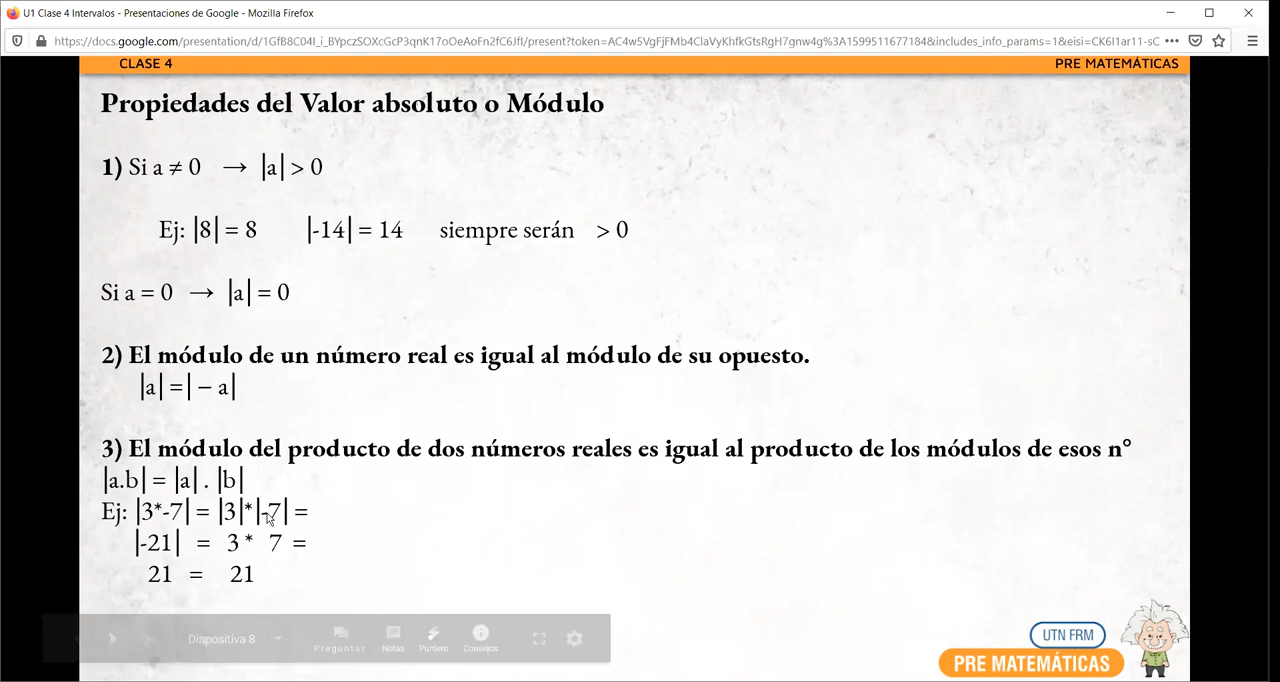 U1 Clase 4 Intervalos - Presentaciones de Google - Mozilla Firefox
https://docs.google.com/presentation/d/1GfB8C04I_i_BYpczSOXcGcP3qnK17oOeAoFn2fC6JfI/present?token=AC4w5VgFjFMb4ClaVyKhfkGtsRgH7gnw4g%3A1599511677184&includes_info_params=1&eisi=CK6I1ar11-sC
CLASE 4 PRE MATEMÁTICAS
Propiedades del Valor absoluto o Módulo
1) Si a ≠ 0 → |a| > 0
Ej: |8| = 8 |-14| = 14 siempre serán > 0
Si a = 0 → |a| = 0
2) El módulo de un número real es igual al módulo de su opuesto.
|a| = | − a|
3) El módulo del producto de dos números reales es igual al producto de los módulos de esos n°
|a.b| = |a| . |b|
Ej: |3*-7| = |3|*|-7| =
|-21| = 3 * 7 =
21 = 21
Diapositiva 8
Preguntas Notas Puntero Consejos
UTN FRM
PRE MATEMÁTICAS